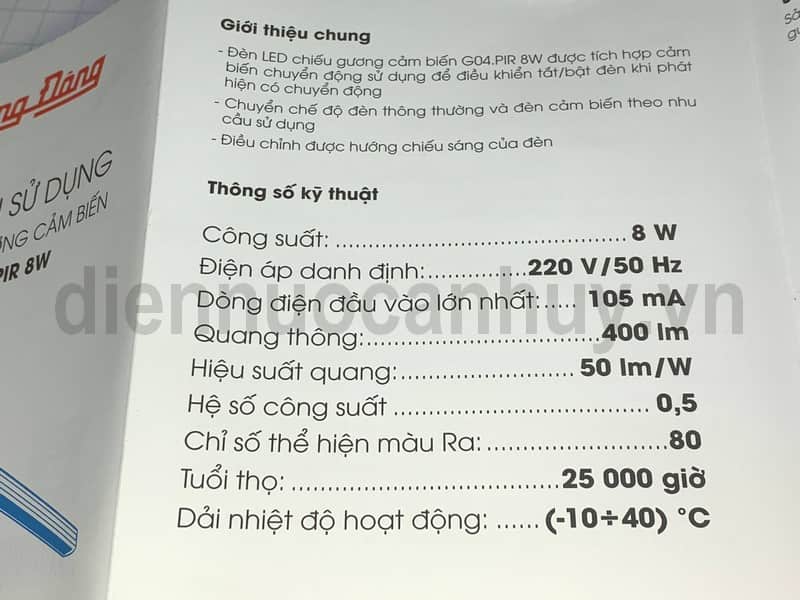 Giới thiệu chung
- Đèn LED chiếu gương cảm biến G04.PIR 8W được tích hợp cảm
biến chuyển động sử dụng để điều khiển tắt/bật đèn khi phát
hiện có chuyển động
- Chuyển chế độ đèn thông thường và đèn cảm biến theo nhu
cầu sử dụng
- Điều chỉnh được hướng chiếu sáng của đèn
Thông số kỹ thuật
Công suất: 8 W
Điện áp danh định: 220 V/50 Hz
Dòng điện đầu vào lớn nhất: 105 mA
Quang thông: 400 lm
Hiệu suất quang: 50 lm/W
Hệ số công suất 0,5
Chỉ số thể hiện màu Ra: 80
Tuổi thọ: 25 000 giờ
Dải nhiệt độ hoạt động: (-10÷40) °C
Đông
SỬ DỤNG
CẢM BIẾN
PIR 8W
diennuocanhuy.vn